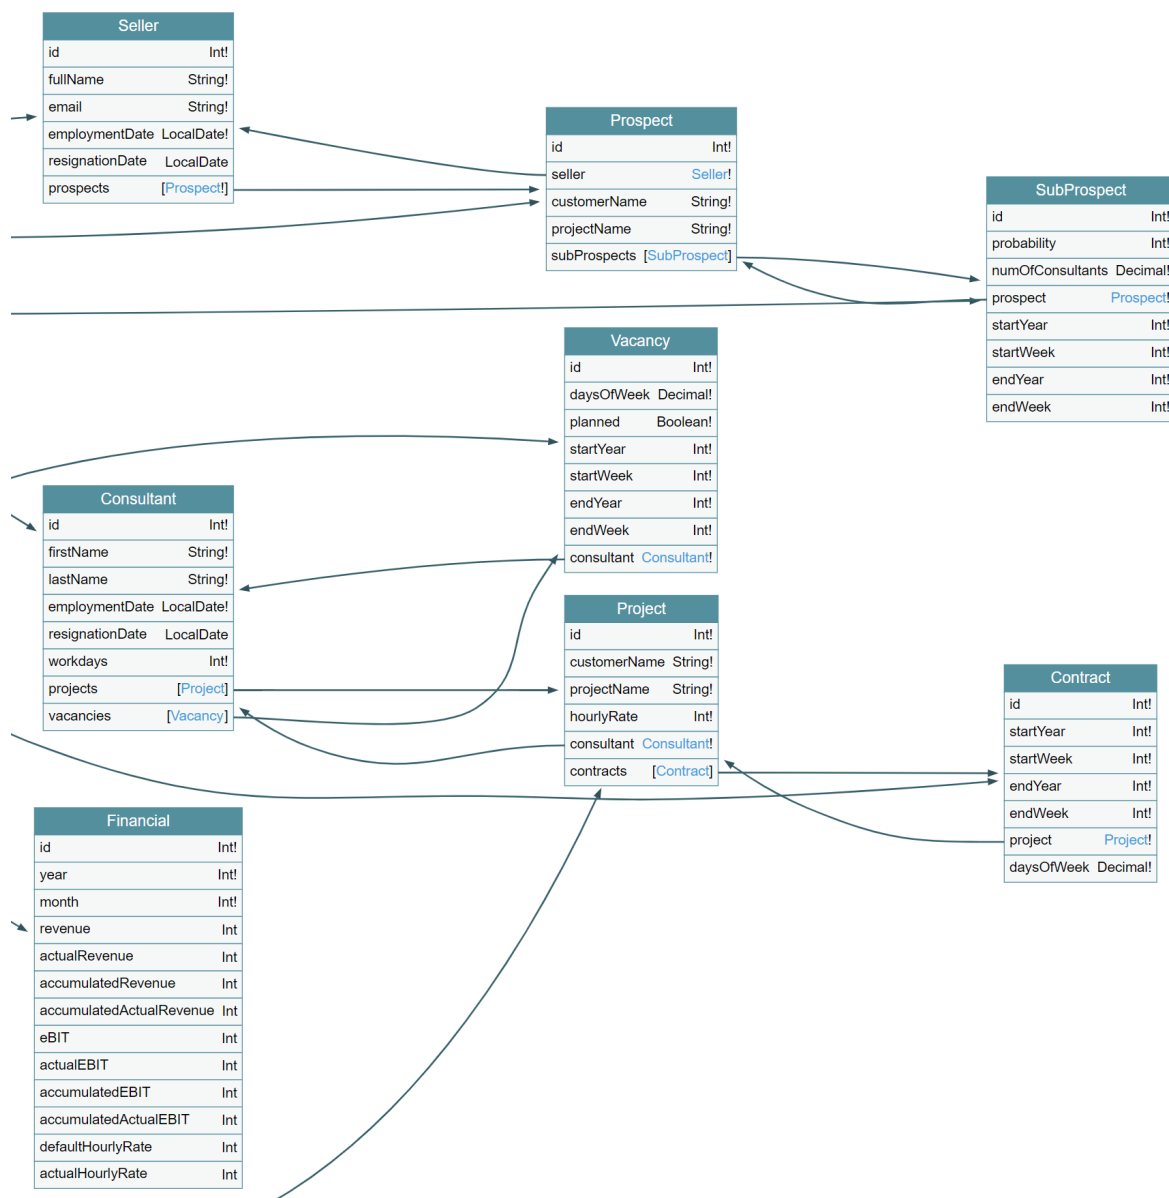 Seller
id Int!
fullName String!
email String!
employmentDate LocalDate!
resignationDate LocalDate
prospects [Prospect!]
Prospect
id Int!
seller Seller!
customerName String!
projectName String!
subProspects [SubProspect]
SubProspect
id Int!
probability Int!
numOfConsultants Decimal!
prospect Prospect!
startYear Int!
startWeek Int!
endYear Int!
endWeek Int!
Vacancy
id Int!
daysOfWeek Decimal!
planned Boolean!
startYear Int!
startWeek Int!
endYear Int!
endWeek Int!
consultant Consultant!
Consultant
id Int!
firstName String!
lastName String!
employmentDate LocalDate!
resignationDate LocalDate
workdays Int!
projects [Project]
vacancies [Vacancy]
Project
id Int!
customerName String!
projectName String!
hourlyRate Int!
consultant Consultant!
contracts [Contract]
Contract
id Int!
startYear Int!
startWeek Int!
endYear Int!
endWeek Int!
project Project!
daysOfWeek Decimal!
Financial
id Int!
year Int!
month Int!
revenue Int
actualRevenue Int
accumulatedRevenue Int
accumulatedActualRevenue Int
eBIT Int
actualEBIT Int
accumulatedEBIT Int
accumulatedActualEBIT Int
defaultHourlyRate Int
actualHourlyRate Int